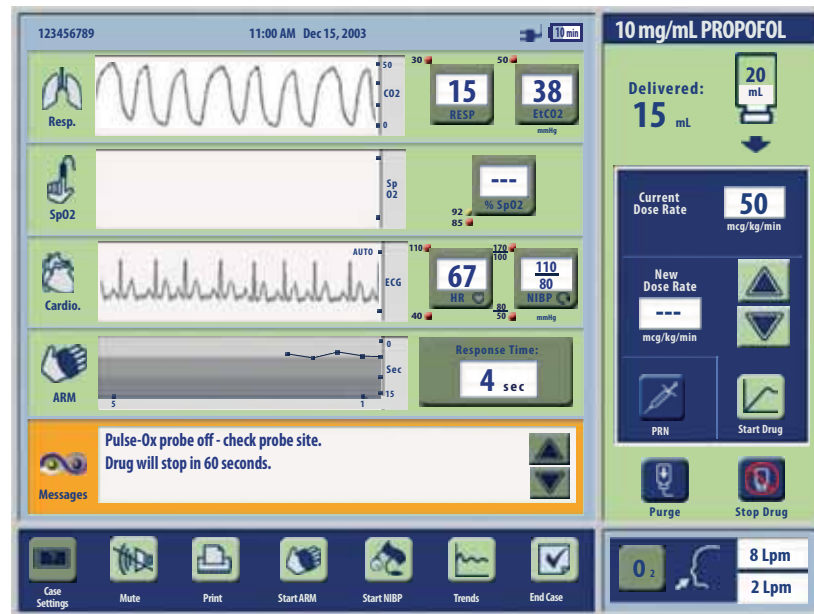 123456789 11:00 AM Dec 15, 2003 10 min
Resp.
50
CO2
0
30
15
RESP
50
38
EtCO2
mmHg
SpO2
Sp
O2
---
% SpO2
92
85
Cardio.
AUTO
ECG
110
40
67
HR
170
100
110
80
NIBP
80
50
mmHg
ARM
0
Sec
15
5
1
Response Time:
4 sec
Messages
Pulse-Ox probe off - check probe site.
Drug will stop in 60 seconds.
Case
Settings
Mute
Print
Start ARM
Start NIBP
Trends
End Case
10 mg/mL PROPOFOL
Delivered:
15 mL
20
mL
Current
Dose Rate
50
mcg/kg/min
New
Dose Rate
---
mcg/kg/min
PRN
Start Drug
Purge
Stop Drug
O2
8 Lpm
2 Lpm